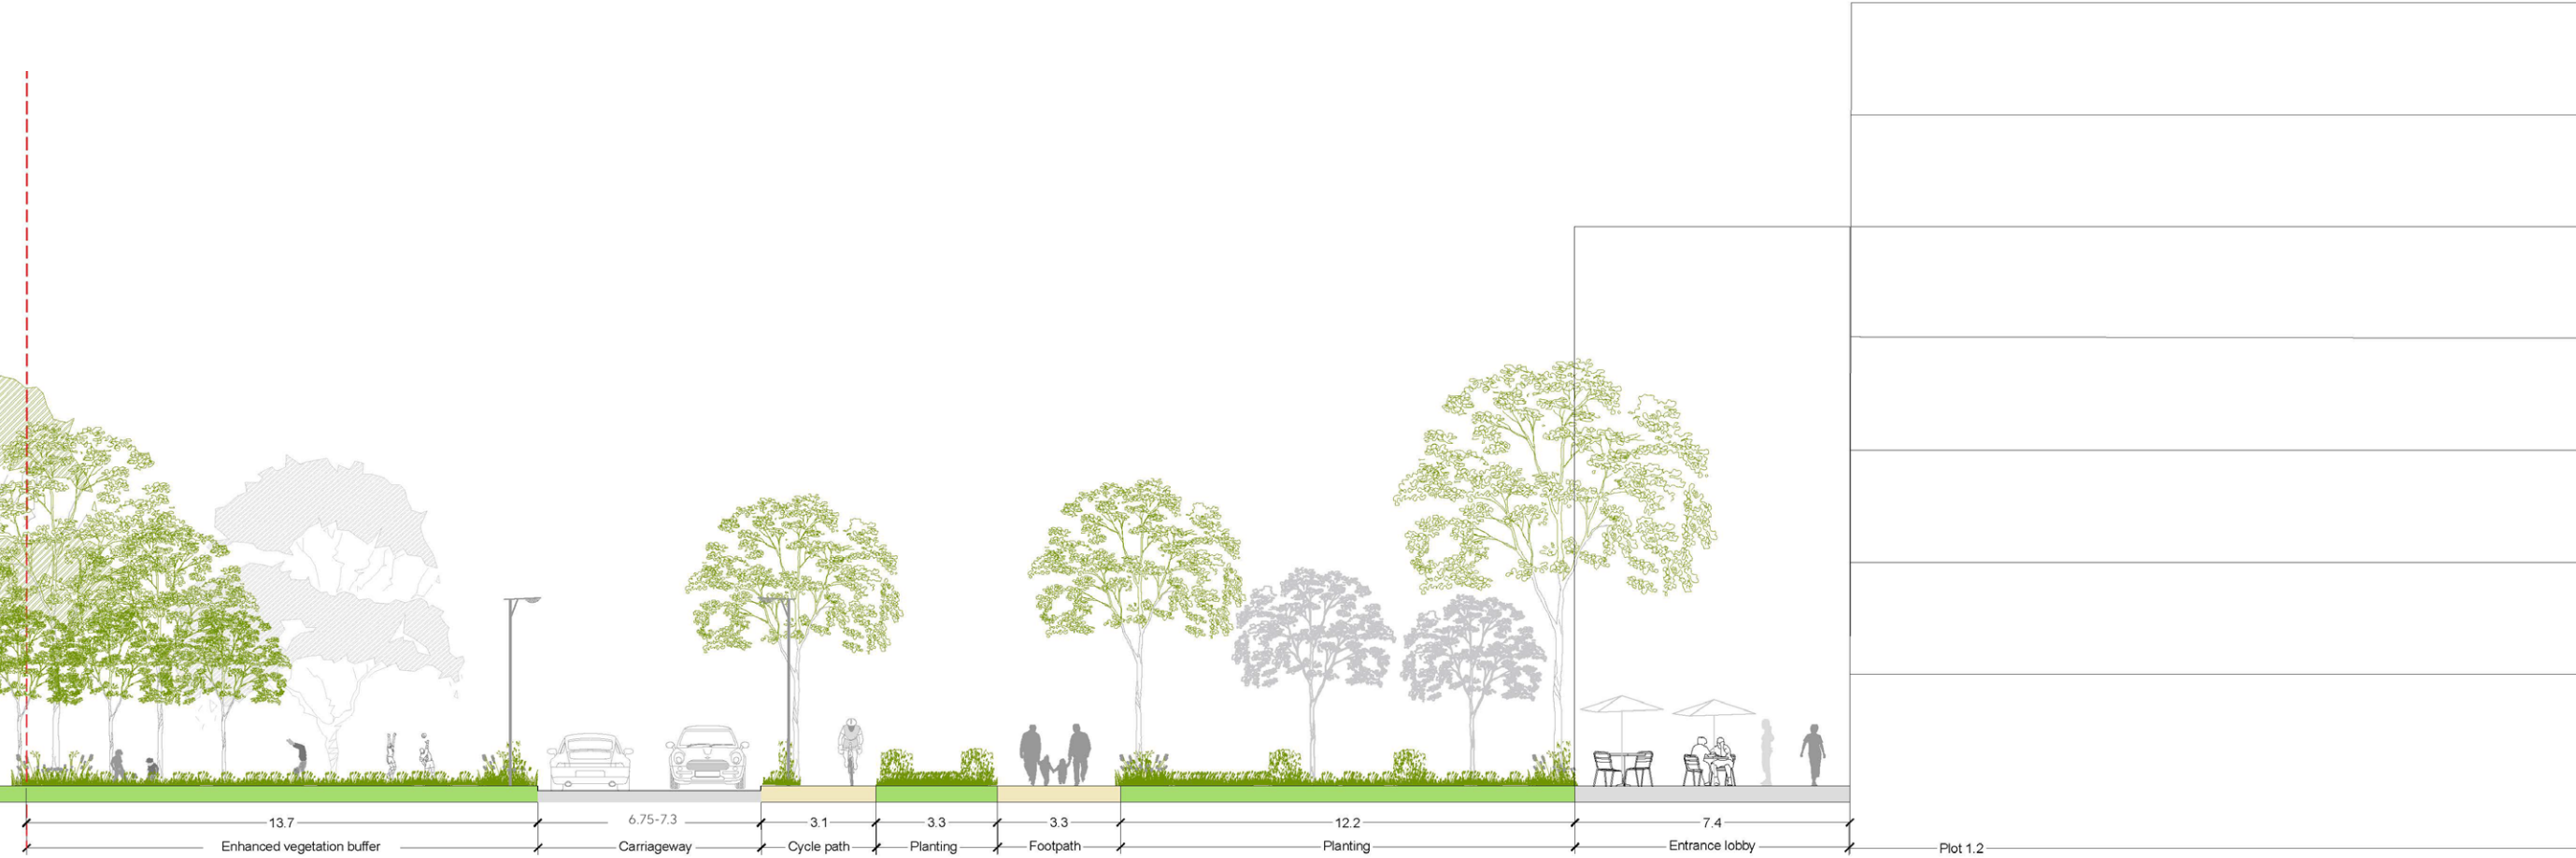 13.7 6.75-7.3 3.1 3.3 3.3 12.2 7.4
Enhanced vegetation buffer Carriageway Cycle path Planting Footpath Planting Entrance lobby Plot 1.2